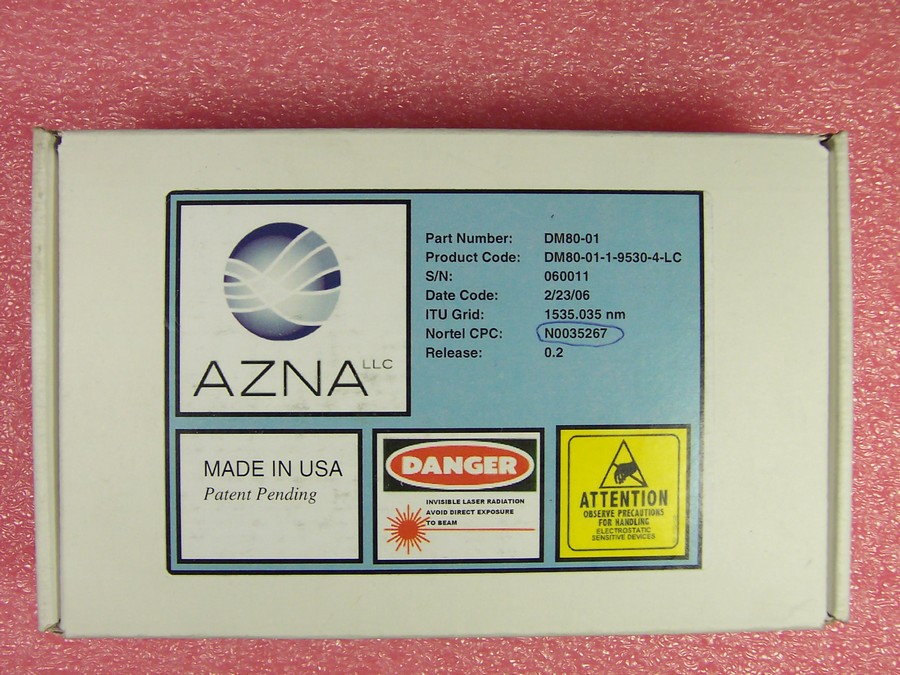 AZNA LLC
Part Number: DM80-01
Product Code: DM80-01-1-9530-4-LC
S/N: 060011
Date Code: 2/23/06
ITU Grid: 1535.035 nm
Nortel CPC: N0035267
Release: 0.2
MADE IN USA
Patent Pending
DANGER
INVISIBLE LASER RADIATION
AVOID DIRECT EXPOSURE
TO BEAM
ATTENTION
OBSERVE PRECAUTIONS
FOR HANDLING
ELECTROSTATIC
SENSITIVE DEVICES